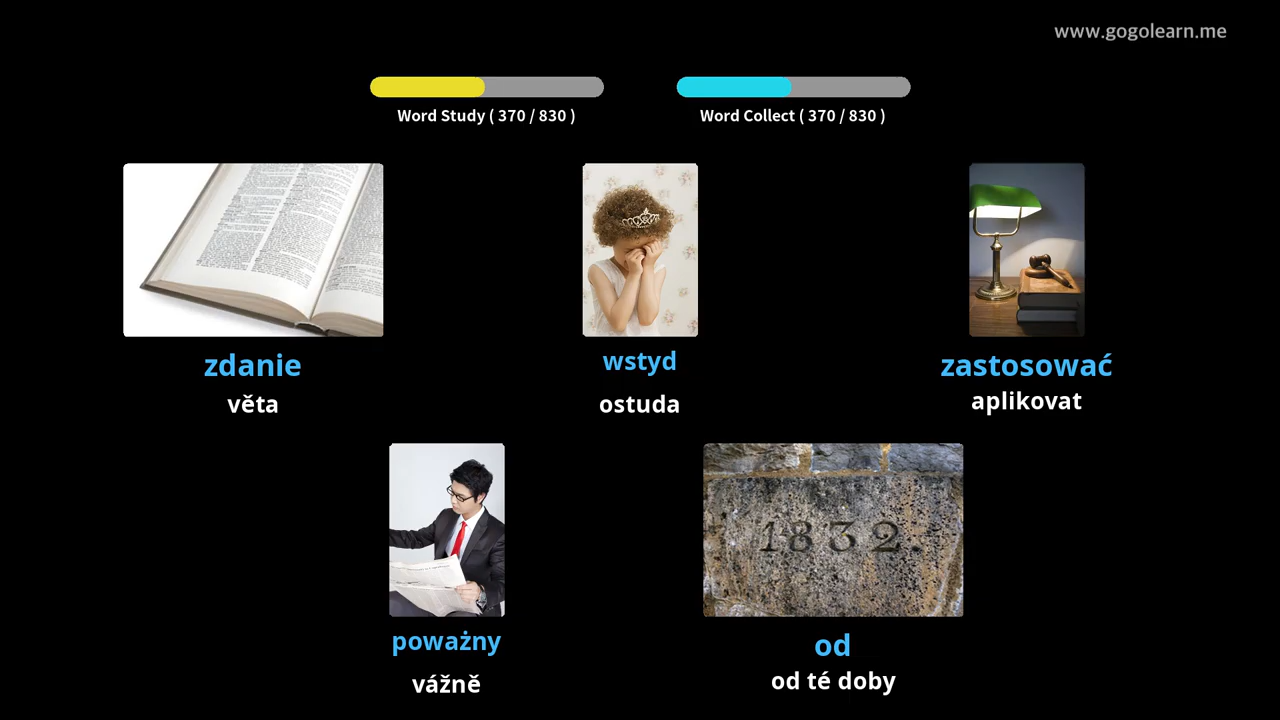 www.gogolearn.me
Word Study ( 370 / 830 )
Word Collect ( 370 / 830 )
zdanie
věta
wstyd
ostuda
zastosować
aplikovat
1832.
poważny
vážně
od
od té doby